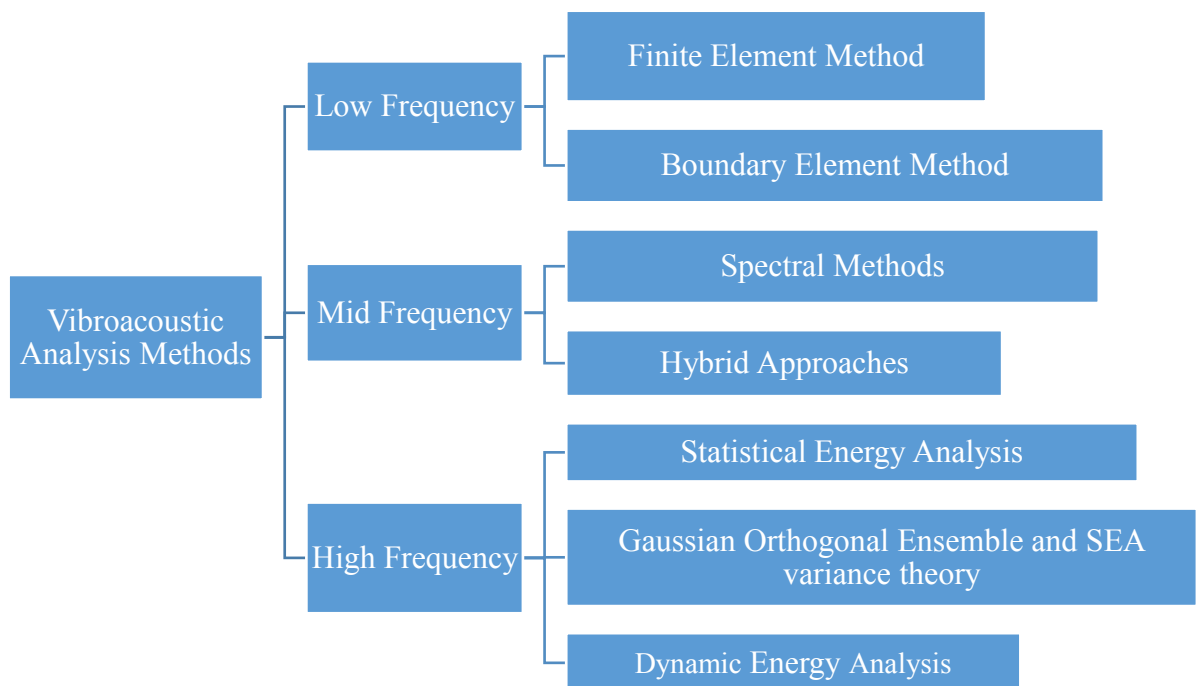 Vibroacoustic
Analysis Methods
Low Frequency
Finite Element Method
Boundary Element Method
Mid Frequency
Spectral Methods
Hybrid Approaches
High Frequency
Statistical Energy Analysis
Gaussian Orthogonal Ensemble and SEA
variance theory
Dynamic Energy Analysis